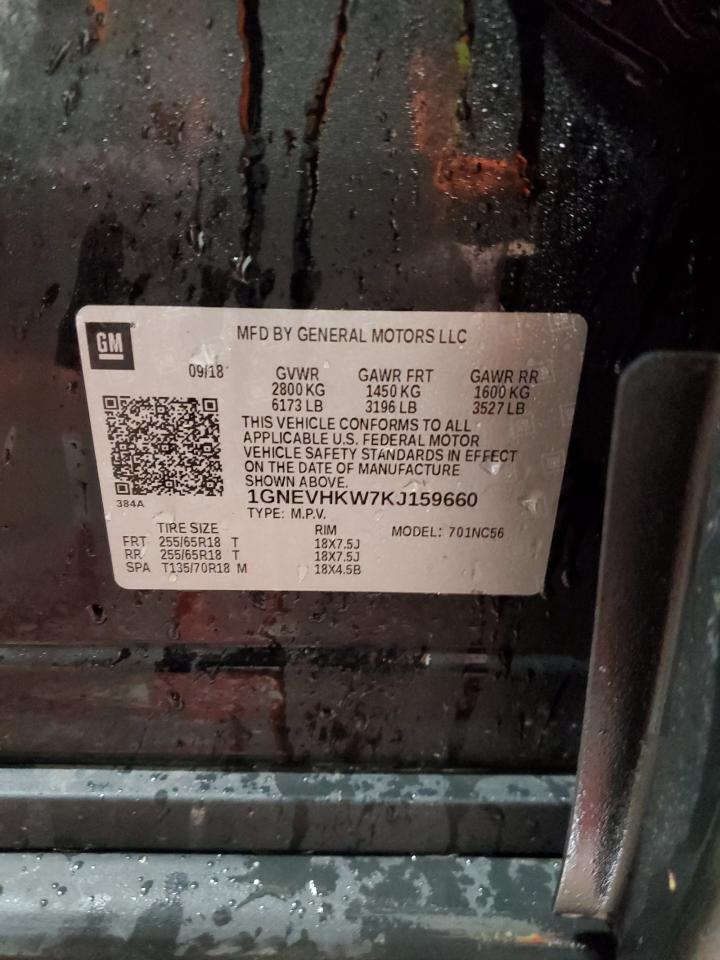 GM
MFD BY GENERAL MOTORS LLC
09/18 GVWR GAWR FRT GAWR RR
2800 KG 1450 KG 1600 KG
6173 LB 3196 LB 3527 LB
THIS VEHICLE CONFORMS TO ALL
APPLICABLE U.S. FEDERAL MOTOR
VEHICLE SAFETY STANDARDS IN EFFECT
ON THE DATE OF MANUFACTURE
SHOWN ABOVE.
1GNEVHKW7KJ159660
384A
TYPE: M.P.V.
TIRE SIZE RIM MODEL: 701NC56
FRT 255/65R18 T 18X7.5J
RR 255/65R18 T 18X7.5J
SPA T135/70R18 M 18X4.5B